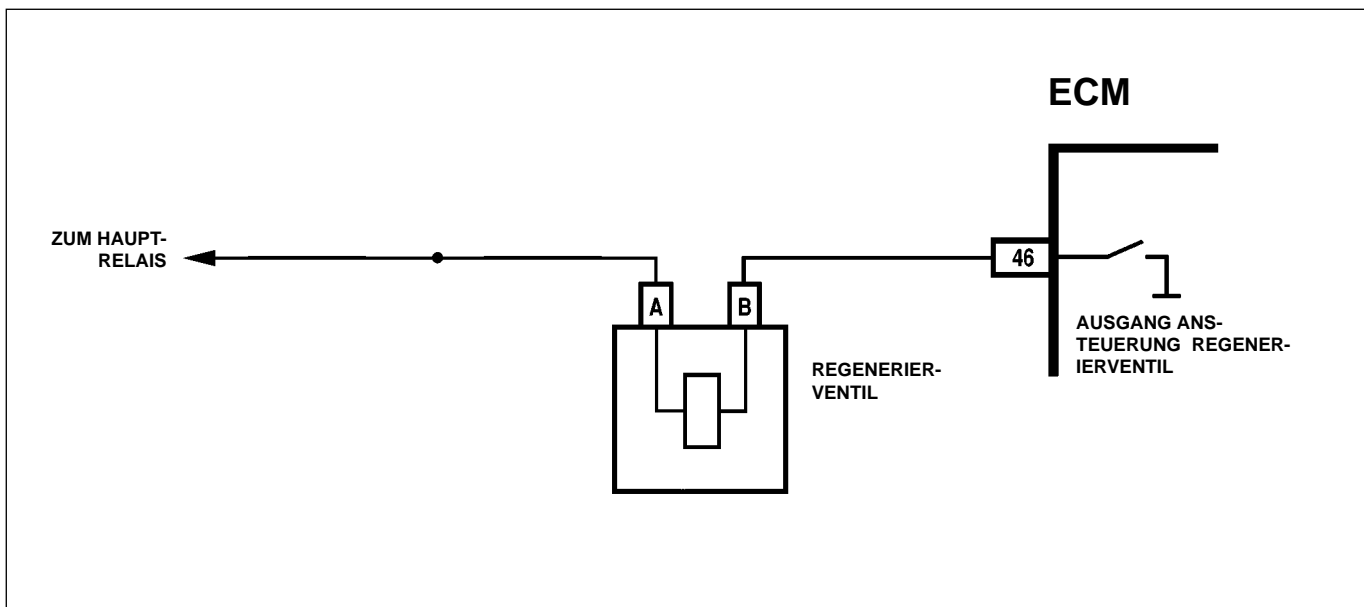 ECM
ZUM HAUPT-
RELAIS
46
A
B
AUSGANG ANS-
TEUERUNG REGENER-
IERVENTIL
REGENERIER-
VENTIL